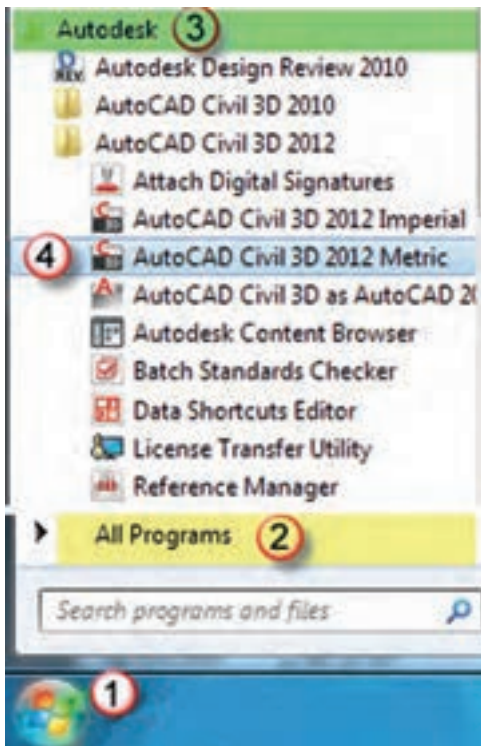 Autodesk 3
REV Autodesk Design Review 2010
AutoCAD Civil 3D 2010
AutoCAD Civil 3D 2012
Attach Digital Signatures
AutoCAD Civil 3D 2012 Imperial
4 AutoCAD Civil 3D 2012 Metric
AutoCAD Civil 3D as AutoCAD 20
Autodesk Content Browser
Batch Standards Checker
Data Shortcuts Editor
License Transfer Utility
Reference Manager
All Programs 2
Search programs and files
1